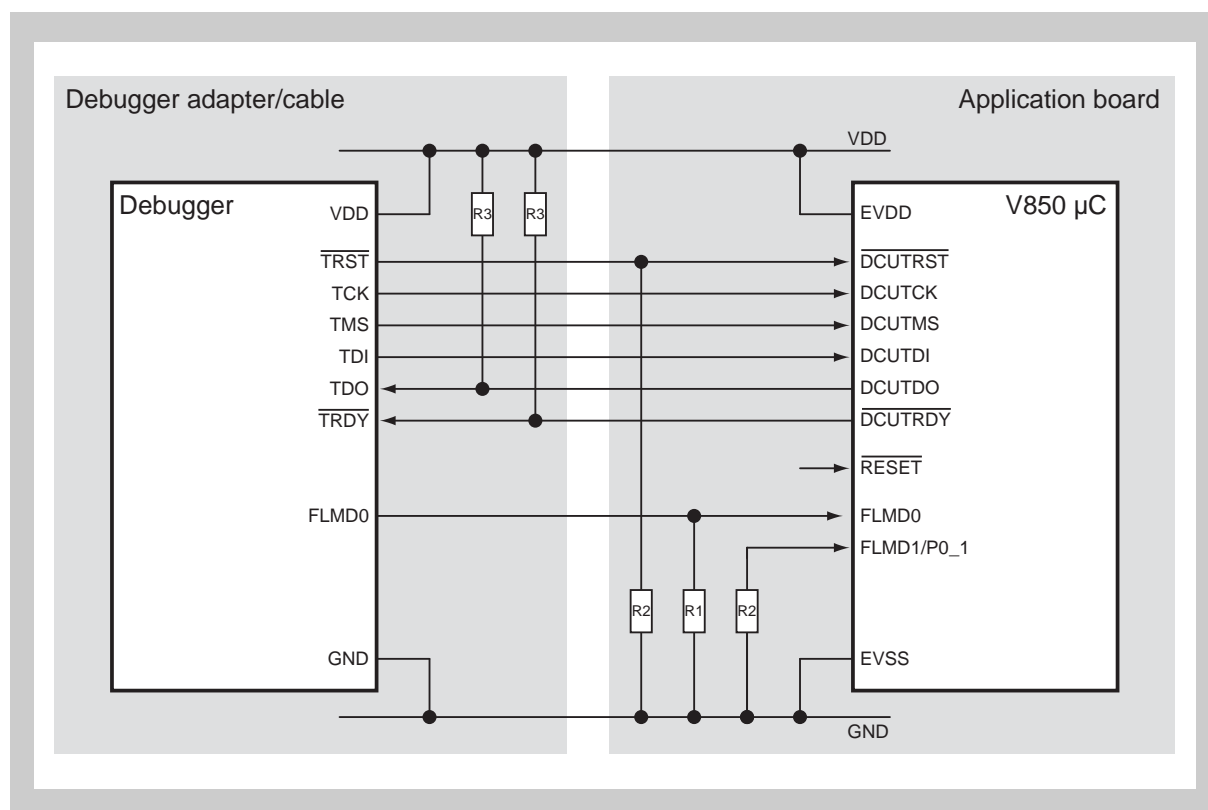 Debugger adapter/cable
Application board
VDD
Debugger
V850 µC
VDD
R3
R3
EVDD
TRST
DCUTRST
TCK
DCUTCK
TMS
DCUTMS
TDI
DCUTDI
TDO
DCUTDO
TRDY
DCUTRDY
RESET
FLMD0
FLMD0
FLMD1/P0_1
R2
R1
R2
GND
EVSS
GND